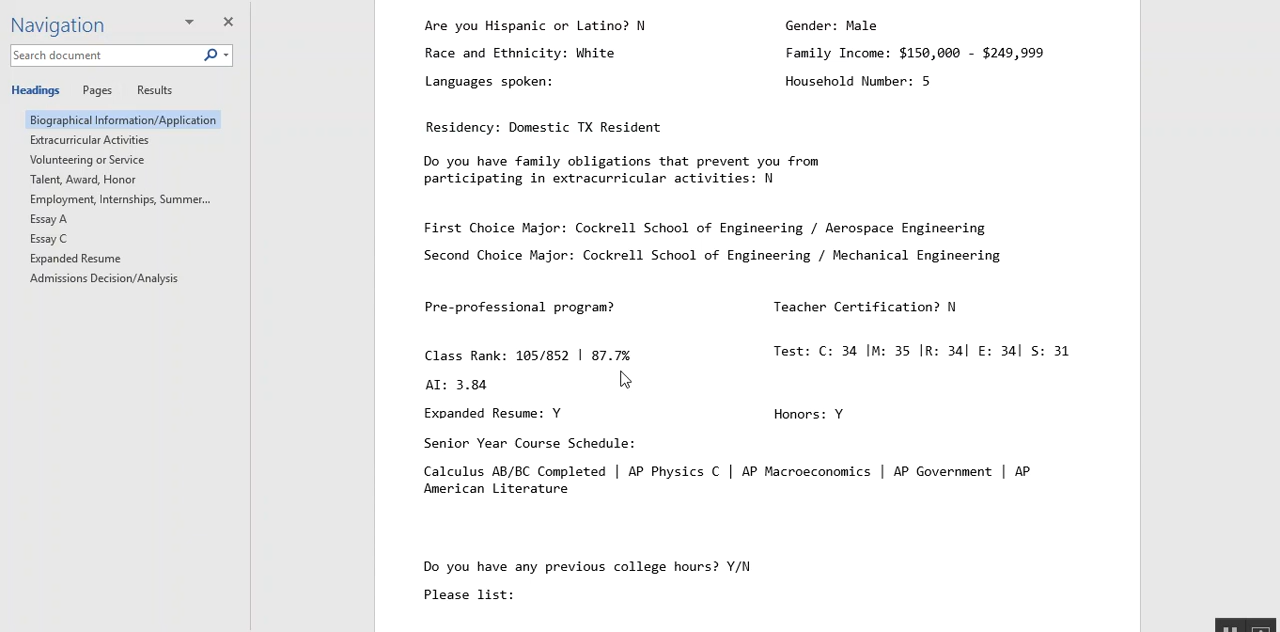 Navigation
Search document
Headings Pages Results
Biographical Information/Application
Extracurricular Activities
Volunteering or Service
Talent, Award, Honor
Employment, Internships, Summer...
Essay A
Essay C
Expanded Resume
Admissions Decision/Analysis
Are you Hispanic or Latino? N Gender: Male
Race and Ethnicity: White Family Income: $150,000 - $249,999
Languages spoken: Household Number: 5
Residency: Domestic TX Resident
Do you have family obligations that prevent you from
participating in extracurricular activities: N
First Choice Major: Cockrell School of Engineering / Aerospace Engineering
Second Choice Major: Cockrell School of Engineering / Mechanical Engineering
Pre-professional program? Teacher Certification? N
Class Rank: 105/852 | 87.7% Test: C: 34 |M: 35 |R: 34| E: 34| S: 31
AI: 3.84
Expanded Resume: Y Honors: Y
Senior Year Course Schedule:
Calculus AB/BC Completed | AP Physics C | AP Macroeconomics | AP Government | AP
American Literature
Do you have any previous college hours? Y/N
Please list: